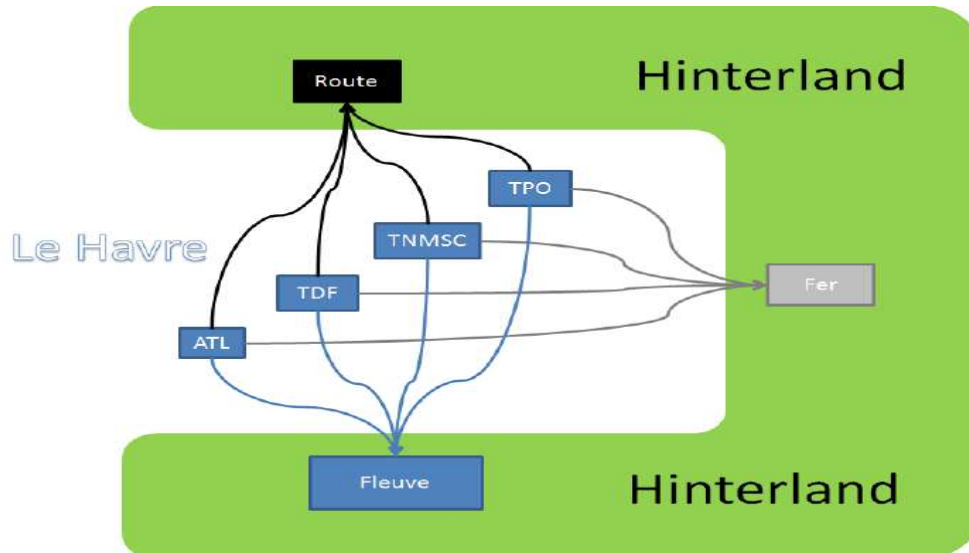 Route
Hinterland
TPO
Le Havre
TNMSC
TDF
Fer
ATL
Fleuve
Hinterland